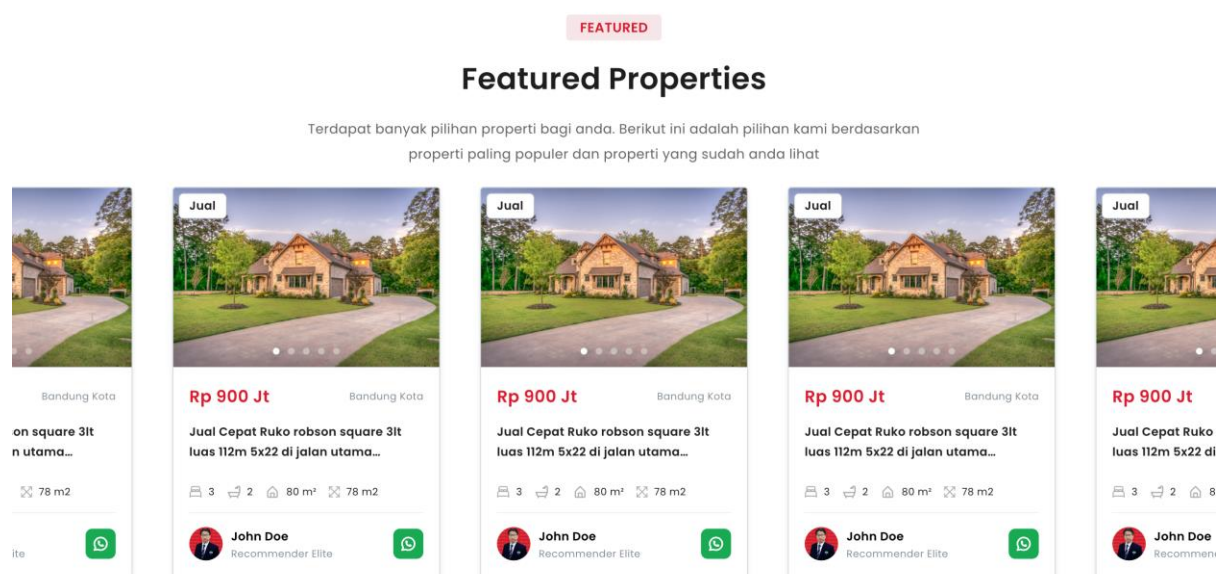 FEATURED
Featured Properties
Terdapat banyak pilihan properti bagi anda. Berikut ini adalah pilihan kami berdasarkan
properti paling populer dan properti yang sudah anda lihat
Bandung Kota
on square 3lt
utama...
78 m2
Jual
Rp 900 Jt
Bandung Kota
Jual Cepat Ruko robson square 3lt
luas 112m 5x22 di jalan utama...
3 2 80 m² 78 m2
John Doe
Recommender Elite
Jual
Rp 900 Jt
Bandung Kota
Jual Cepat Ruko robson square 3lt
luas 112m 5x22 di jalan utama...
3 2 80 m² 78 m2
John Doe
Recommender Elite
Jual
Rp 900 Jt
Bandung Kota
Jual Cepat Ruko robson square 3lt
luas 112m 5x22 di jalan utama...
3 2 80 m² 78 m2
John Doe
Recommender Elite
Jual
Rp 900 Jt
Jual Cepat Ruko
luas 112m 5x22 di
3 2 8
John Doe